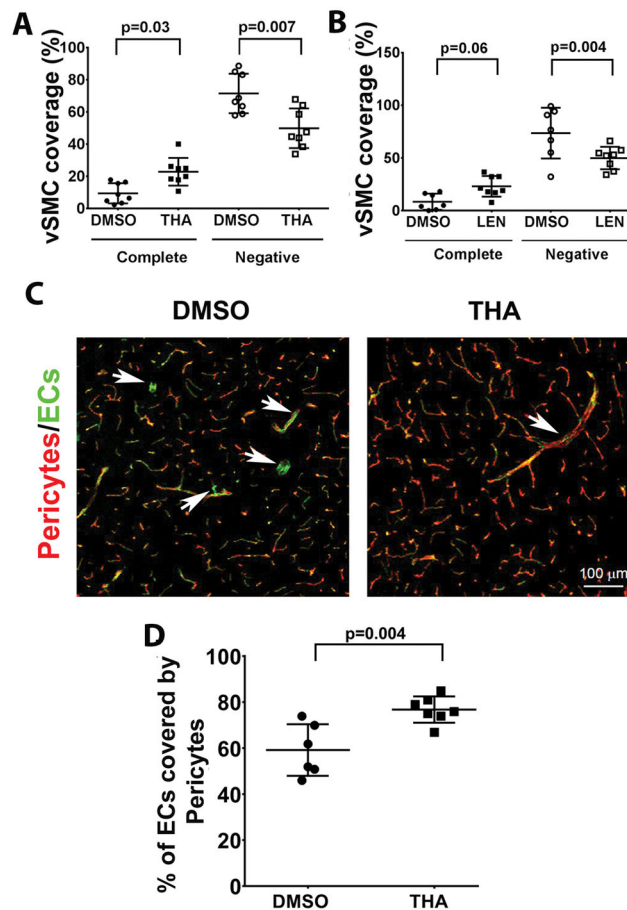 A
p=0.03
p=0.007
vSMC coverage (%)
100
80
60
40
20
0
DMSO THA DMSO THA
Complete Negative
B
p=0.06
p=0.004
vSMC coverage (%)
150
100
50
0
DMSO LEN DMSO LEN
Complete Negative
C
DMSO THA
Pericytes/ECs
100 µm
D
p=0.004
% of ECs covered by
Pericytes
100
80
60
40
20
0
DMSO THA